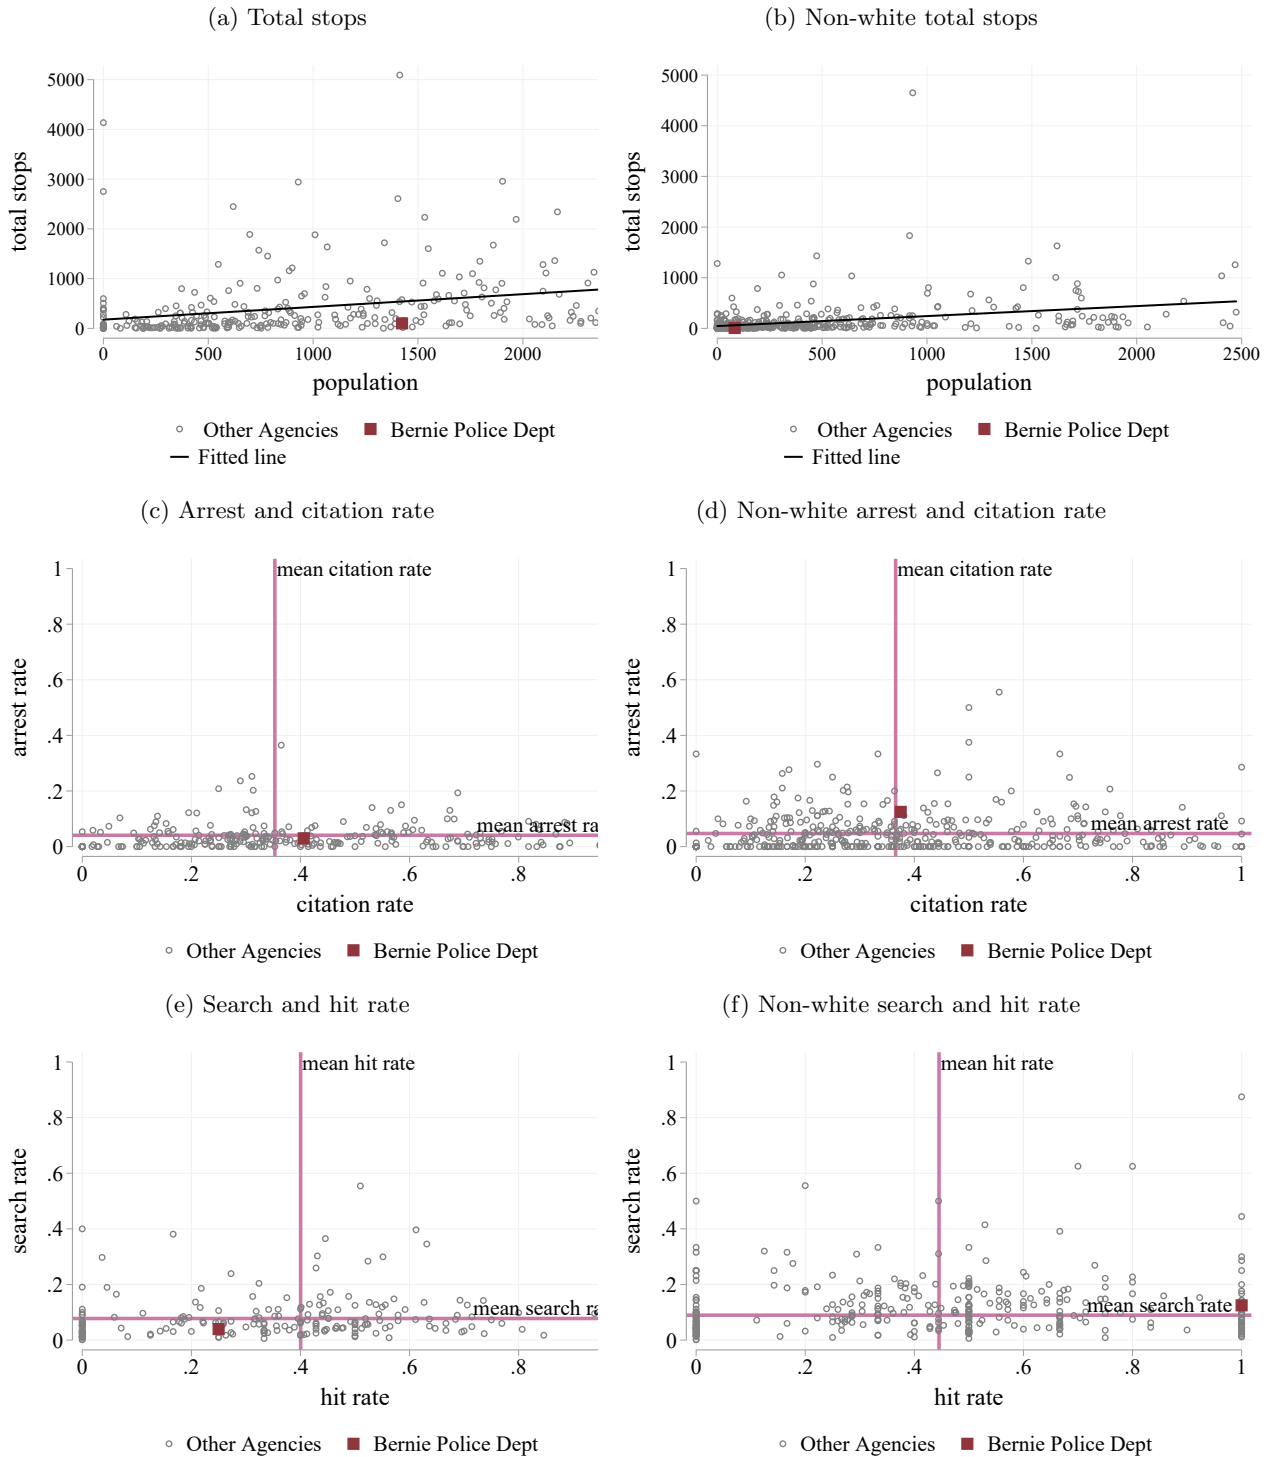 (a) Total stops
total stops
5000
4000
3000
2000
1000
0
0 500 1000 1500 2000
population
Other Agencies Bernie Police Dept
Fitted line
(b) Non-white total stops
total stops
5000
4000
3000
2000
1000
0
0 500 1000 1500 2000 2500
population
Other Agencies Bernie Police Dept
Fitted line
(c) Arrest and citation rate
arrest rate
1
.8
.6
.4
.2
0
mean citation rate
mean arrest ra
0 .2 .4 .6 .8
citation rate
Other Agencies Bernie Police Dept
(d) Non-white arrest and citation rate
arrest rate
1
.8
.6
.4
.2
0
mean citation rate
mean arrest rate
0 .2 .4 .6 .8 1
citation rate
Other Agencies Bernie Police Dept
(e) Search and hit rate
search rate
1
.8
.6
.4
.2
0
mean hit rate
mean search ra
0 .2 .4 .6 .8
hit rate
Other Agencies Bernie Police Dept
(f) Non-white search and hit rate
search rate
1
.8
.6
.4
.2
0
mean hit rate
mean search rate
0 .2 .4 .6 .8 1
hit rate
Other Agencies Bernie Police Dept